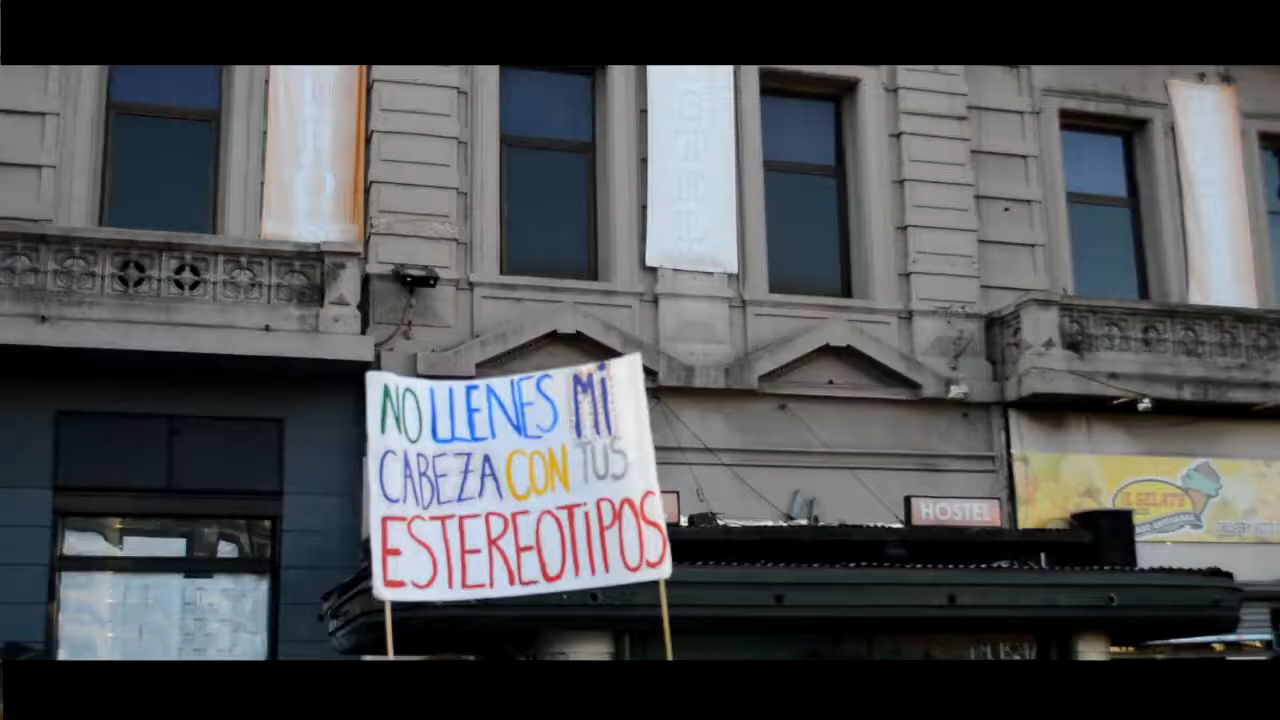 NO LLENES Mi
CABEZA CON TUS
ESTEREOTiPOS
HOSTEL
IL GELATO